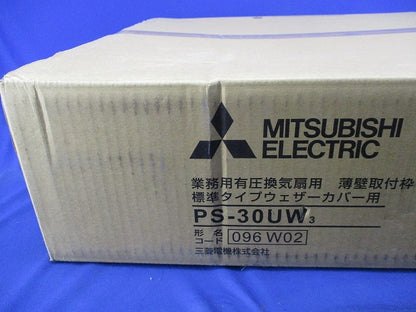 MITSUBISHI
ELECTRIC
業務用有圧換気扇用 薄壁取付枠
標準タイプウェザーカバー用
PS-30UW₃
形名
コード 096 W02
三菱電機株式会社